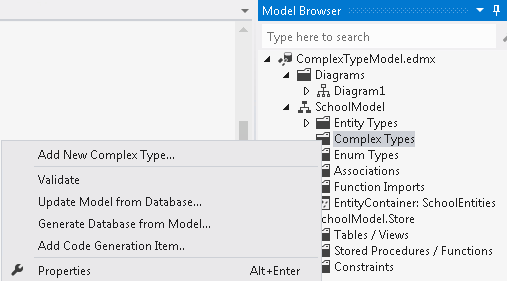 Model Browser
Type here to search
ComplexTypeModel.edmx
Diagrams
Diagram1
SchoolModel
Entity Types
Complex Types
Enum Types
Associations
Function Imports
EntityContainer: SchoolEntities
choolModel.Store
Tables / Views
Stored Procedures / Functions
Constraints
Add New Complex Type...
Validate
Update Model from Database...
Generate Database from Model...
Add Code Generation Item..
Properties Alt+Enter